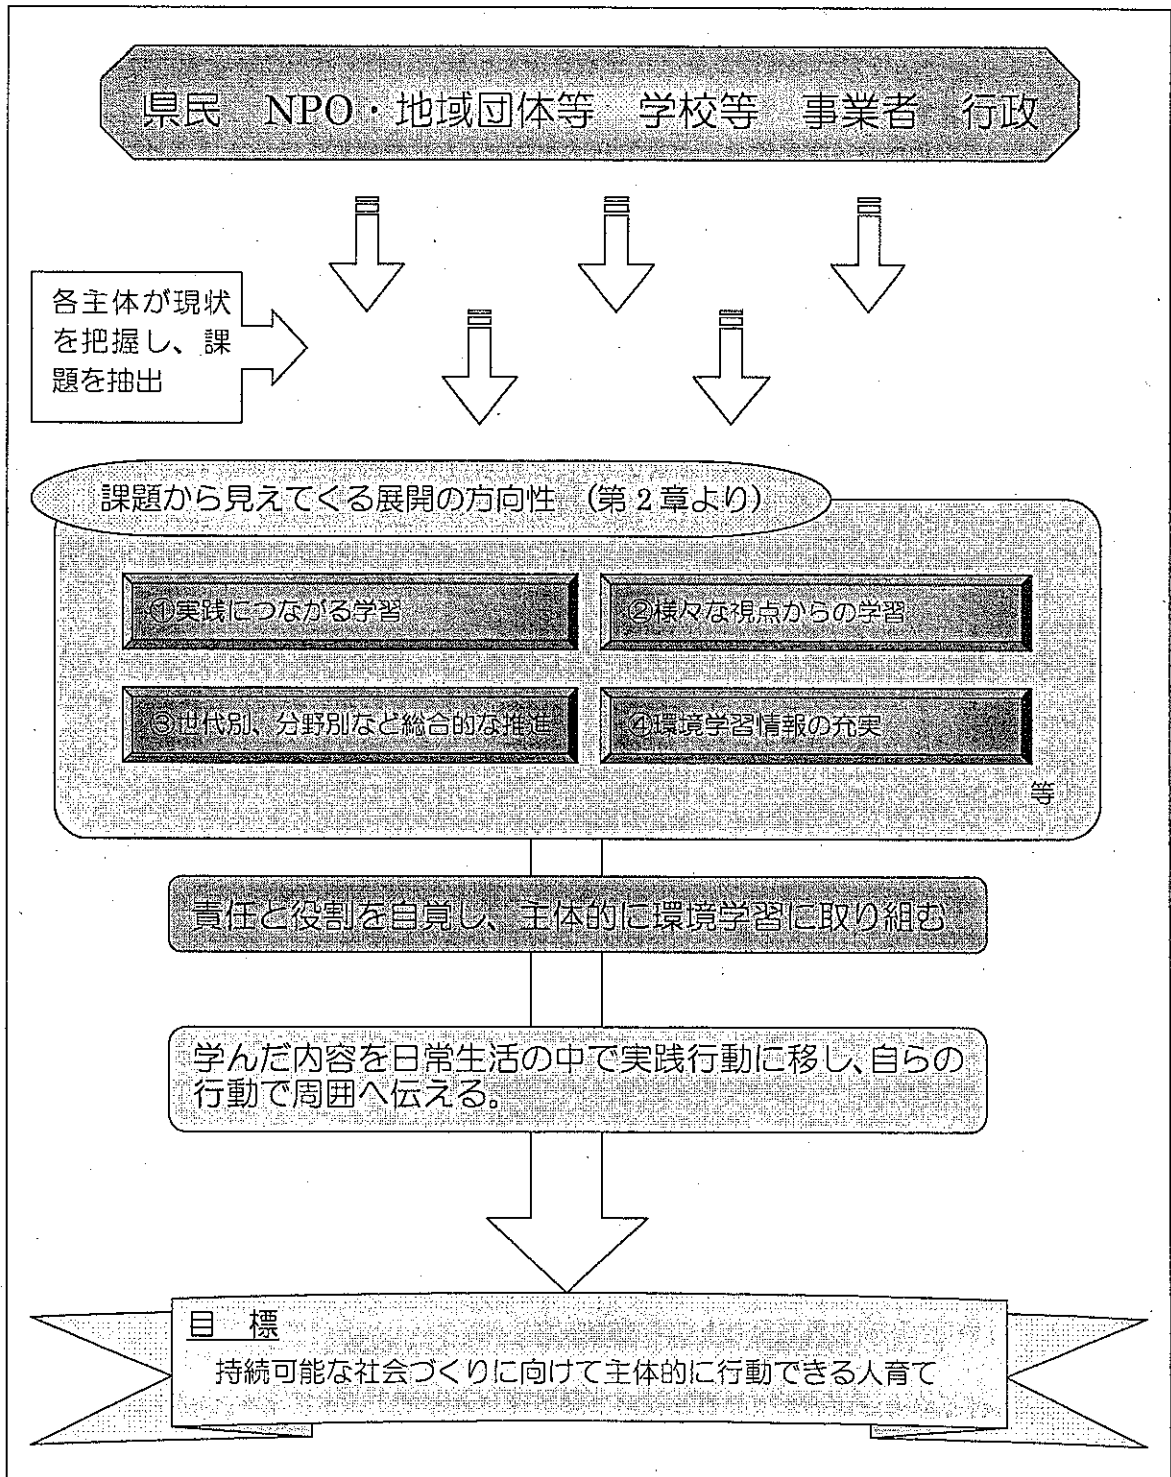 県民　NPO・地域団体等　学校等　事業者　行政
各主体が現状
を把握し、課
題を抽出
課題から見えてくる展開の方向性　(第2章より)
①実践につながる学習
②様々な視点からの学習
③世代別、分野別など総合的な推進
④環境学習情報の充実
等
責任と役割を自覚し、主体的に環境学習に取り組む
学んだ内容を日常生活の中で実践行動に移し、自らの
行動で周囲へ伝える。
目　標
持続可能な社会づくりに向けて主体的に行動できる人育て